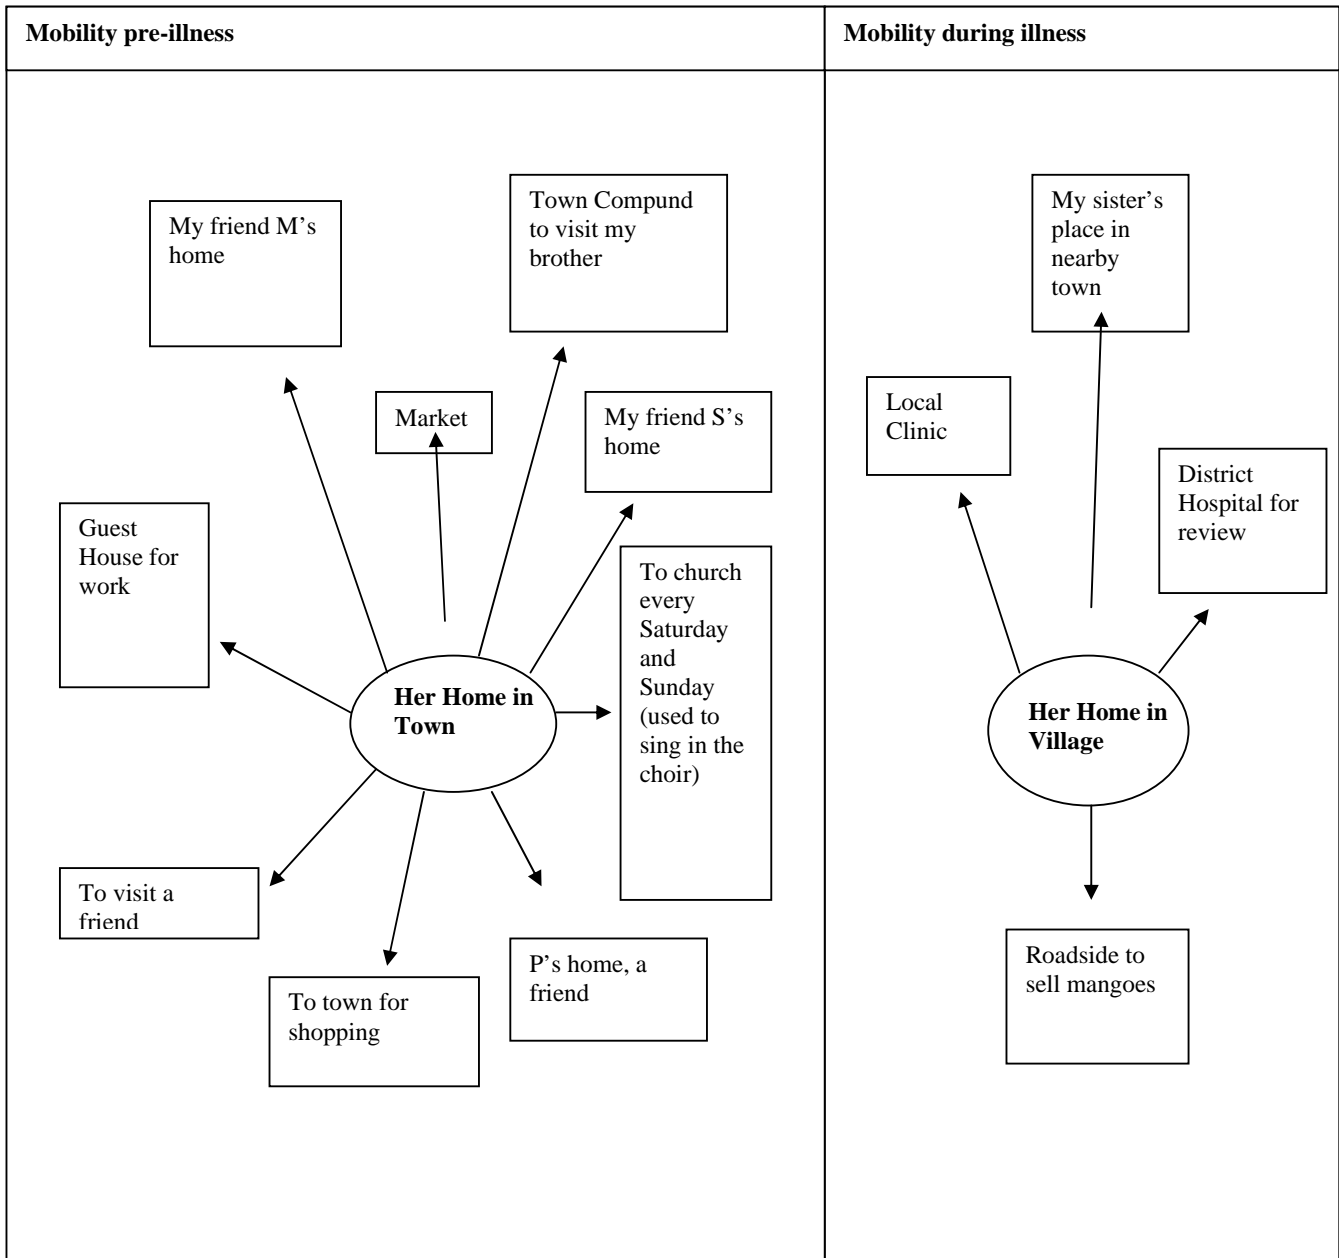 Mobility pre-illness
Mobility during illness
My friend M's
home
Town Compund
to visit my
brother
Market
My friend S's
home
Guest
House for
work
To church
every
Saturday
and
Sunday
(used to
sing in the
choir)
Her Home in
Town
To visit a
friend
To town for
shopping
P's home, a
friend
My sister's
place in
nearby
town
Local
Clinic
District
Hospital for
review
Her Home in
Village
Roadside to
sell mangoes